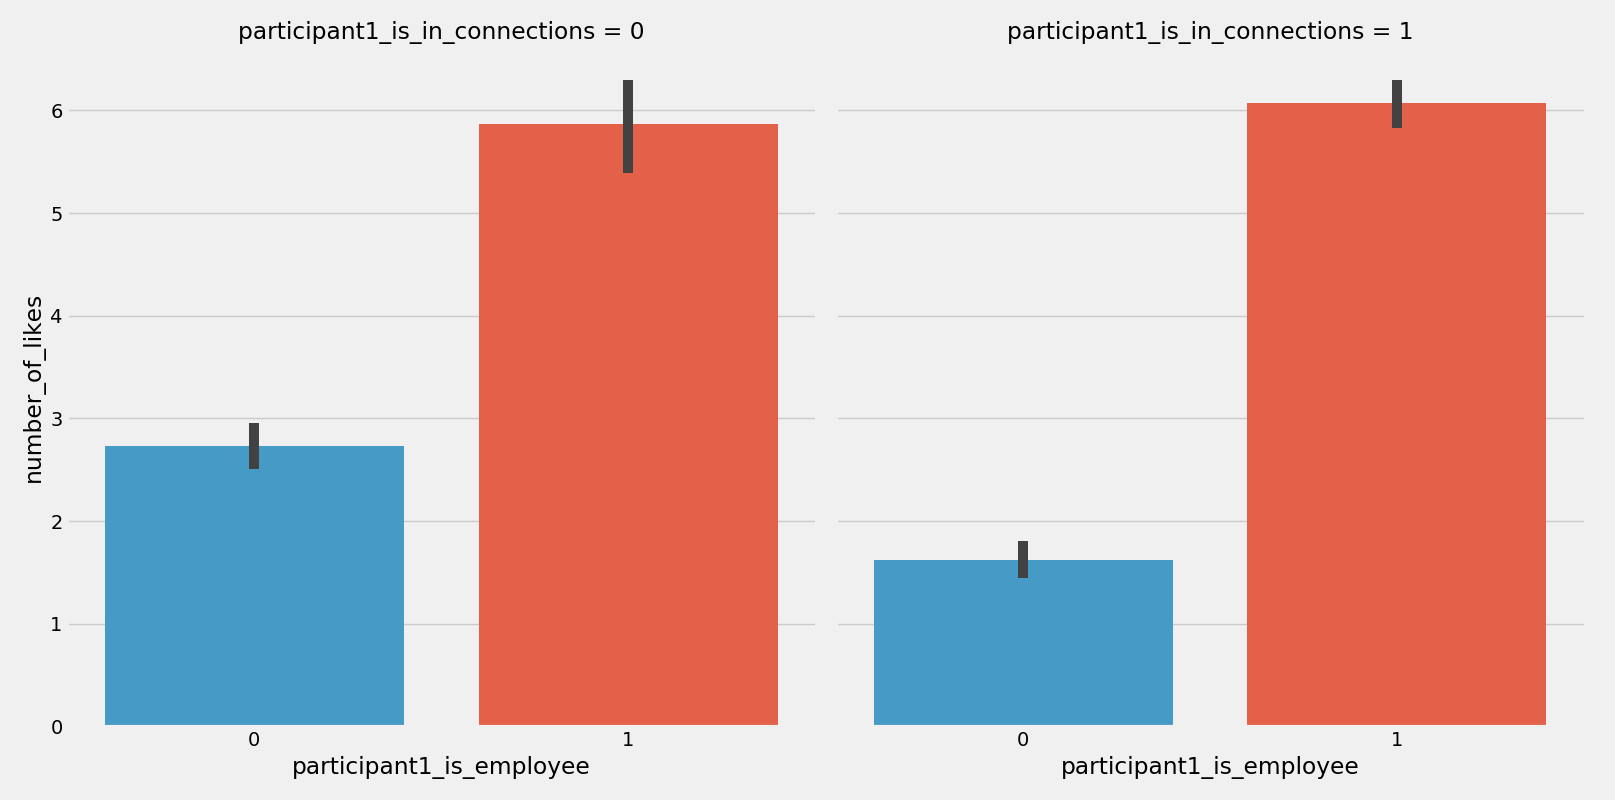 participant1_is_in_connections = 0
participant1_is_in_connections = 1
number_of_likes
6
5
4
3
2
1
0
0
1
0
1
participant1_is_employee
participant1_is_employee